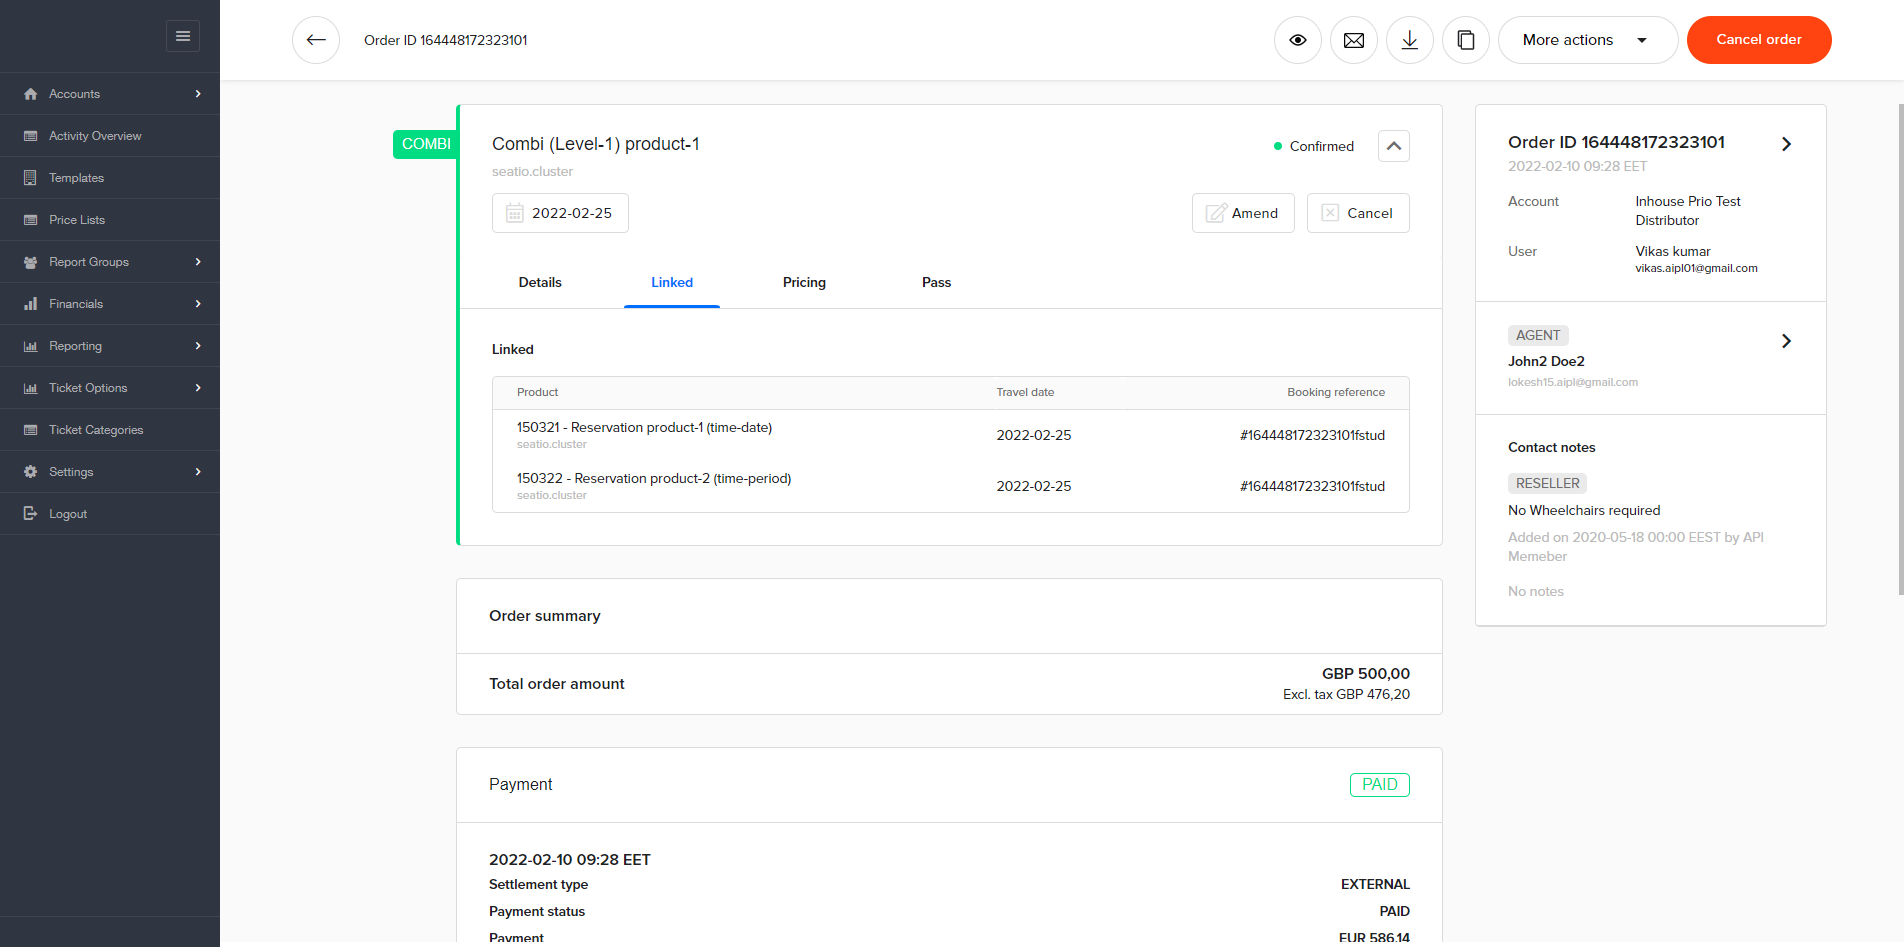 Order ID 164448172323101
More actions
Cancel order
Accounts
Activity Overview
Templates
Price Lists
Report Groups
Financials
Reporting
Ticket Options
Ticket Categories
Settings
Logout
COMBI
Combi (Level-1) product-1
Confirmed
seatio.cluster
2022-02-25
Amend
Cancel
Details Linked Pricing Pass
Linked
Product Travel date Booking reference
150321 - Reservation product-1 (time-date)
seatio.cluster
2022-02-25
#164448172323101fstud
150322 - Reservation product-2 (time-period)
seatio.cluster
2022-02-25
#164448172323101fstud
Order summary
Total order amount
GBP 500,00
Excl. tax GBP 476,20
Payment
PAID
2022-02-10 09:28 EET
Settlement type EXTERNAL
Payment status PAID
Payment EUR 586.14
Order ID 164448172323101
2022-02-10 09:28 EET
Account
Inhouse Prio Test
Distributor
User
Vikas kumar
vikas.aipl01@gmail.com
AGENT
John2 Doe2
lokesh15.aipl@gmail.com
Contact notes
RESELLER
No Wheelchairs required
Added on 2020-05-18 00:00 EEST by API
Memeber
No notes